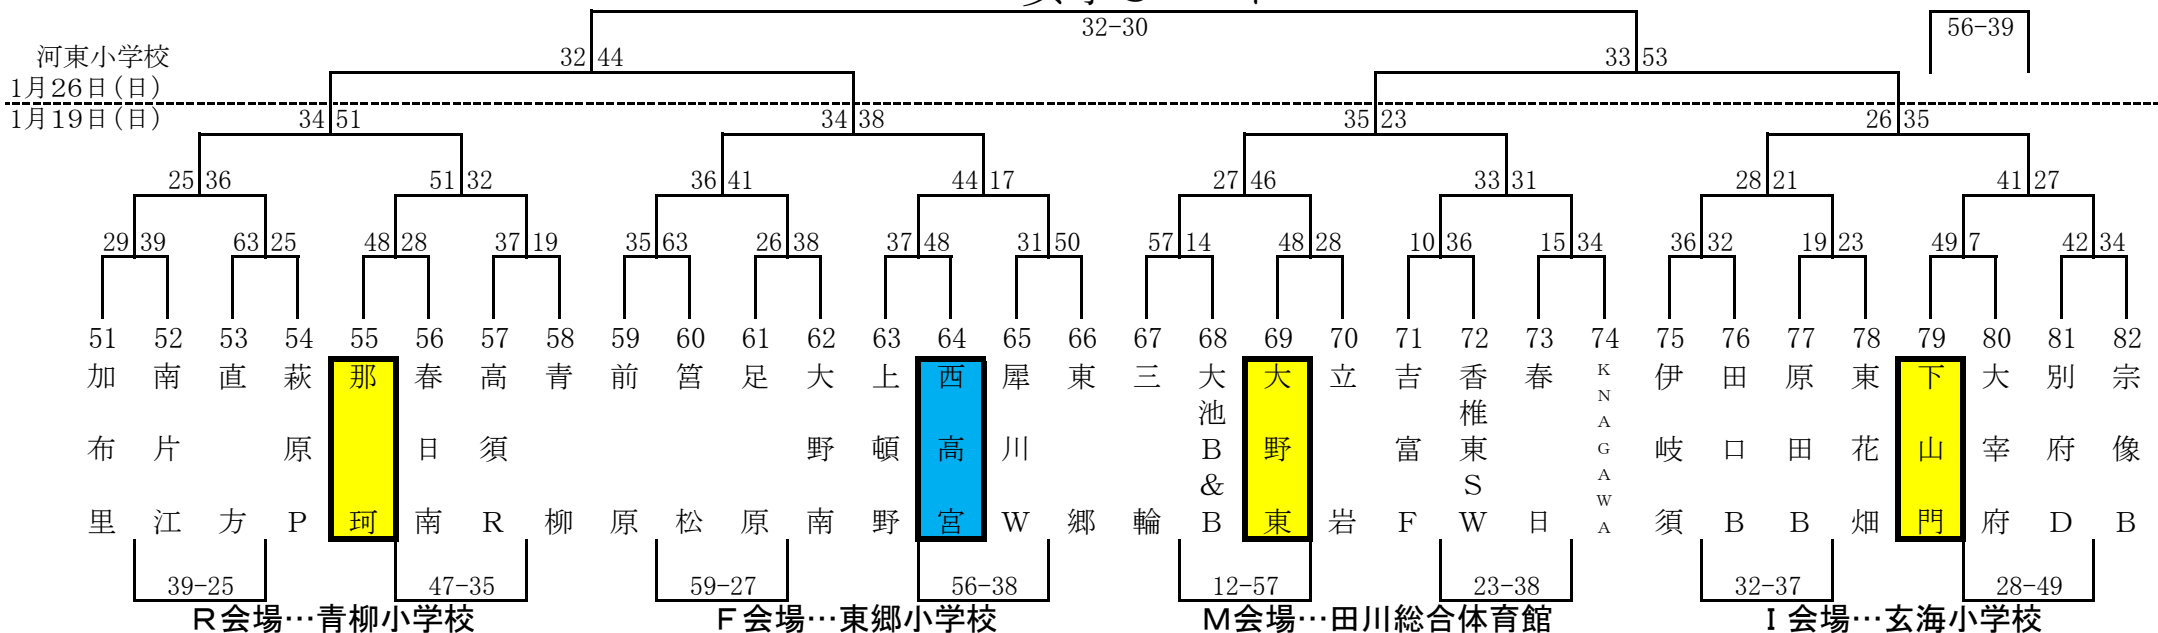 32-30
56-39
河東小学校
32 44
33 53
1月26日(日)
1月19日(日)
34 51
34 38
35 23
26 35
25 36
51 32
36 41
44 17
27 46
33 31
28 21
41 27
29 39
63 25
48 28
37 19
35 63
26 38
37 48
31 50
57 14
48 28
10 36
15 34
36 32
19 23
49 7
42 34
51 加布里
52 南片江
53 直方
54 萩原P
55 那珂
56 春日南
57 高須R
58 青柳
59 前原
60 筥松
61 足原
62 大野南
63 上頓野
64 西高宮
65 犀川W
66 東郷
67 三輪
68 大池B&B
69 大野東
70 立岩
71 吉富F
72 香椎東SW
73 春日
74 KNAGAWA
75 伊岐須
76 田口B
77 原田B
78 東花畑
79 下山門
80 大宰府
81 別府D
82 宗像B
39-25
47-35
59-27
56-38
12-57
23-38
32-37
28-49
R会場…青柳小学校
F会場…東郷小学校
M会場…田川総合体育館
I会場…玄海小学校